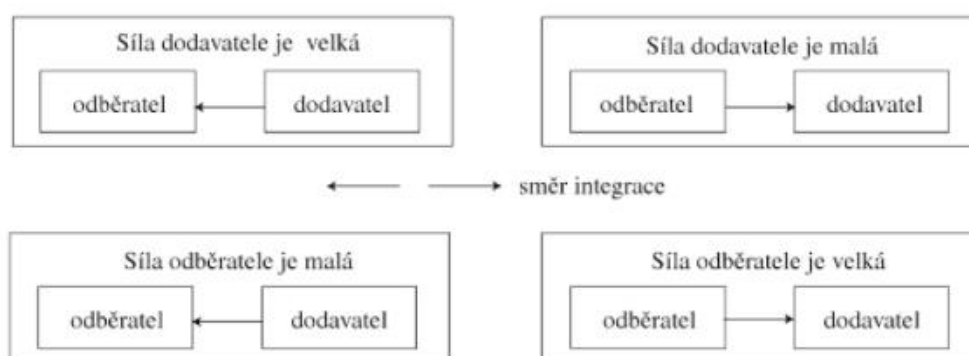 Síla dodavatele je velká
odběratel
dodavatel
Síla dodavatele je malá
odběratel
dodavatel
směr integrace
Síla odběratele je malá
odběratel
dodavatel
Síla odběratele je velká
odběratel
dodavatel